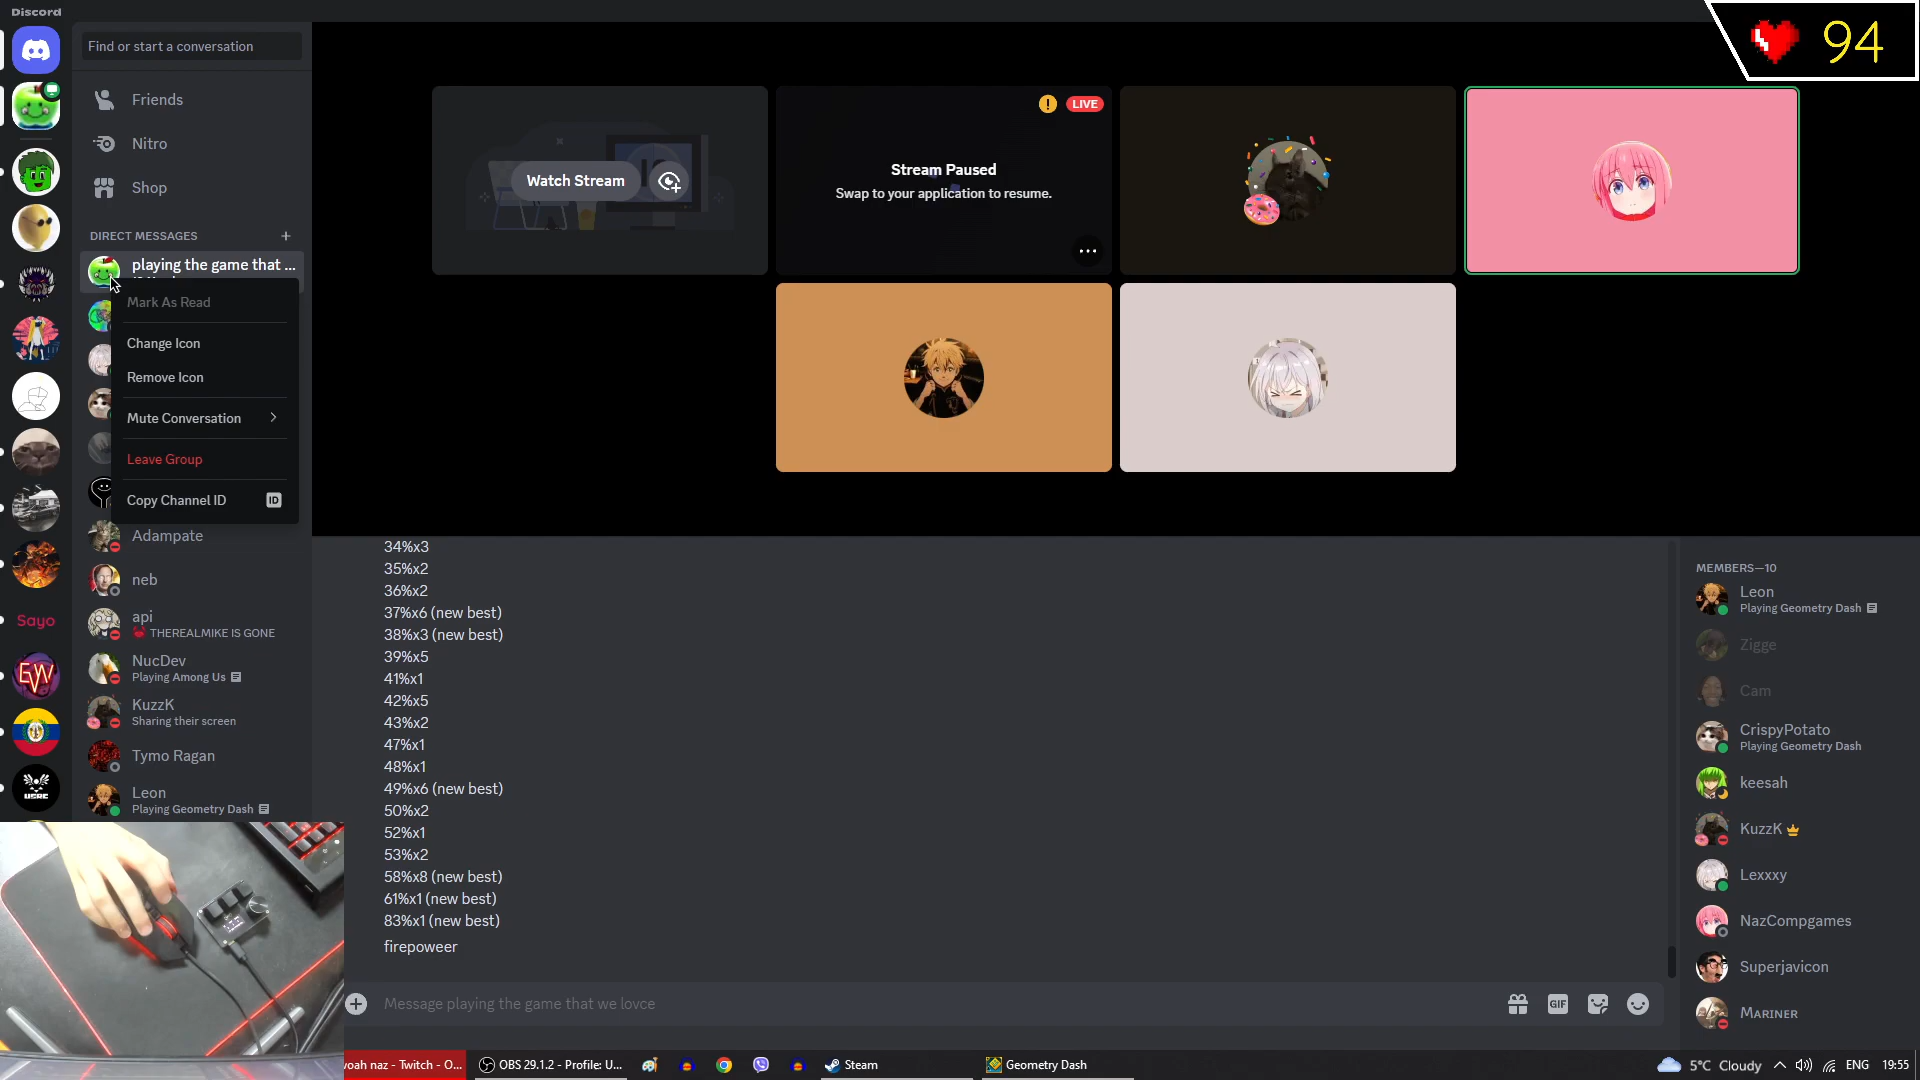 Discord
94
Find or start a conversation
Friends
Nitro
Shop
DIRECT MESSAGES
playing the game that ...
Mark As Read
Change Icon
Remove Icon
Mute Conversation
Leave Group
Copy Channel ID
ID
Adampate
neb
api
THEREALMIKE IS GONE
NucDev
Playing Among Us
KuzzK
Sharing their screen
Tymo Ragan
Leon
Playing Geometry Dash
Sayo
EW
Watch Stream
LIVE
Stream Paused
Swap to your application to resume.
34%x3
35%x2
36%x2
37%x6 (new best)
38%x3 (new best)
39%x5
41%x1
42%x5
43%x2
47%x1
48%x1
49%x6 (new best)
50%x2
52%x1
53%x2
58%x8 (new best)
61%x1 (new best)
83%x1 (new best)
firepoweer
Message playing the game that we lovce
GIF
MEMBERS—10
Leon
Playing Geometry Dash
Zigge
Cam
CrispyPotato
Playing Geometry Dash
keesah
KuzzK
Lexxxy
NazCompgames
Superjavicon
MARINER
woah naz - Twitch - O...
OBS 29.1.2 - Profile: U...
Steam
Geometry Dash
5°C Cloudy
ENG
19:55